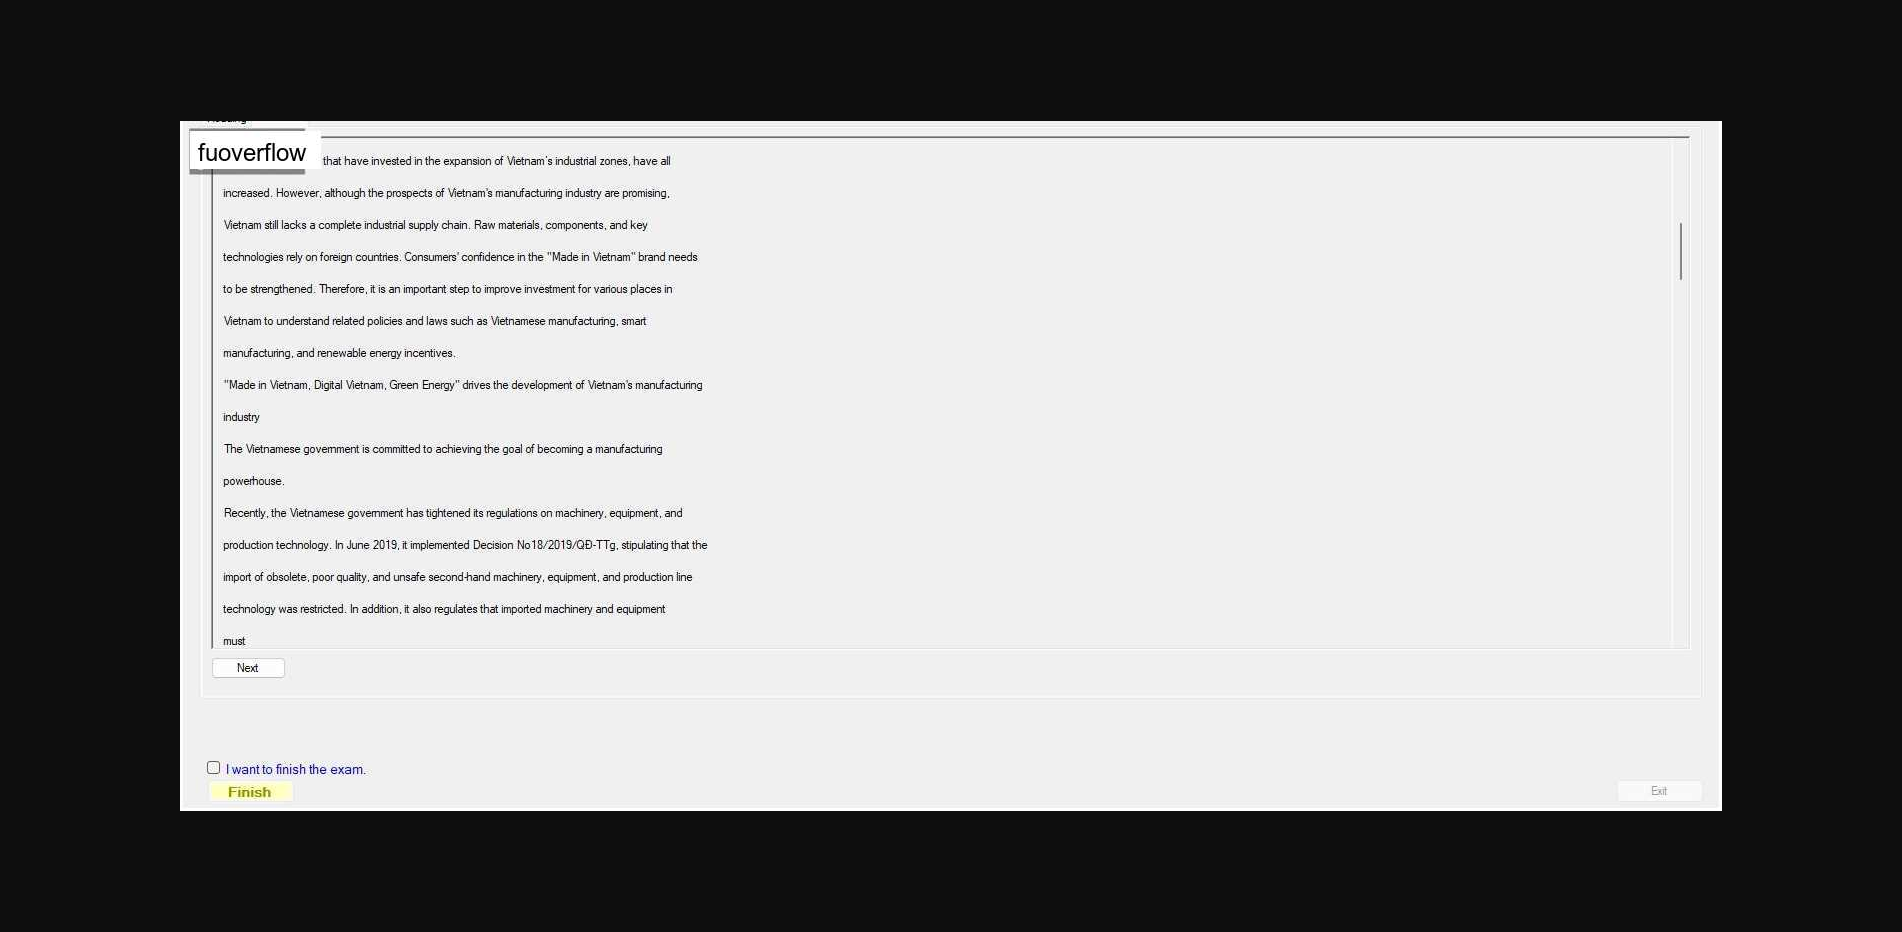 fuoverflow
that have invested in the expansion of Vietnam's industrial zones, have all
increased. However, although the prospects of Vietnam's manufacturing industry are promising,
Vietnam still lacks a complete industrial supply chain. Raw materials, components, and key
technologies rely on foreign countries. Consumers' confidence in the "Made in Vietnam" brand needs
to be strengthened. Therefore, it is an important step to improve investment for various places in
Vietnam to understand related policies and laws such as Vietnamese manufacturing, smart
manufacturing, and renewable energy incentives.
"Made in Vietnam, Digital Vietnam, Green Energy" drives the development of Vietnam's manufacturing
industry
The Vietnamese government is committed to achieving the goal of becoming a manufacturing
powerhouse.
Recently, the Vietnamese government has tightened its regulations on machinery, equipment, and
production technology. In June 2019, it implemented Decision No18/2019/QĐ-TTg, stipulating that the
import of obsolete, poor quality, and unsafe second-hand machinery, equipment, and production line
technology was restricted. In addition, it also regulates that imported machinery and equipment
must
Next
I want to finish the exam.
Finish
Exit